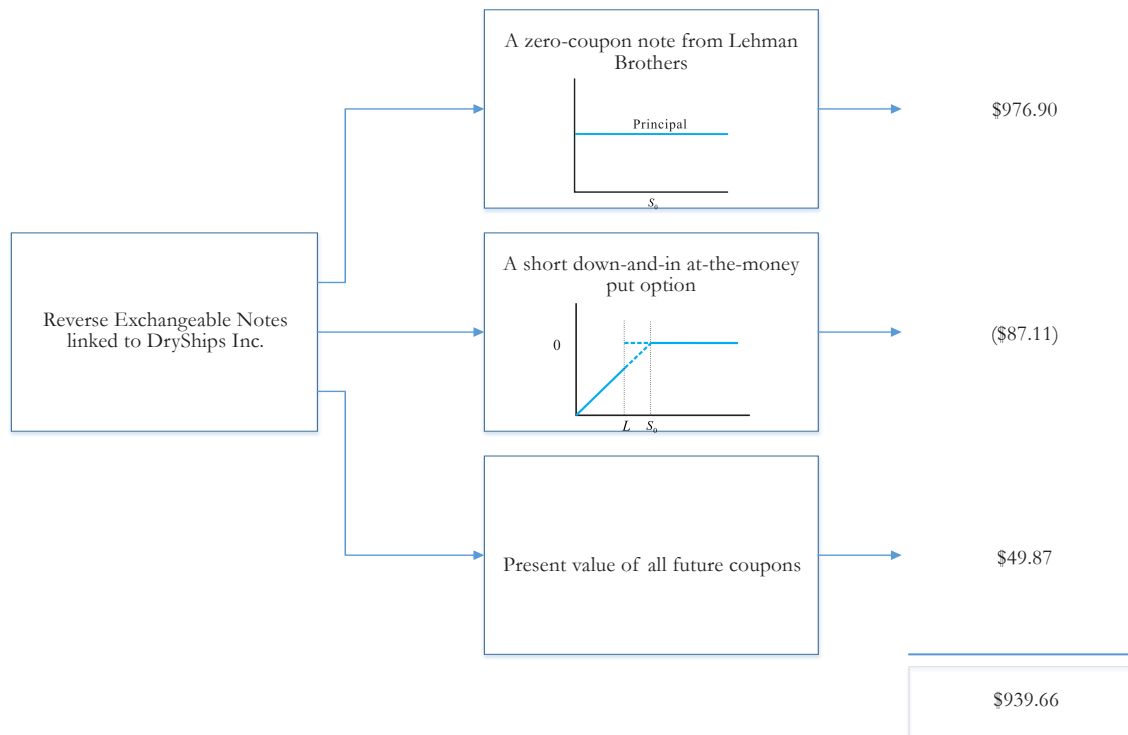 A zero-coupon note from Lehman
Brothers
Principal
S₀
$976.90
Reverse Exchangeable Notes
linked to DryShips Inc.
A short down-and-in at-the-money
put option
0
L S₀
($87.11)
Present value of all future coupons
$49.87
$939.66